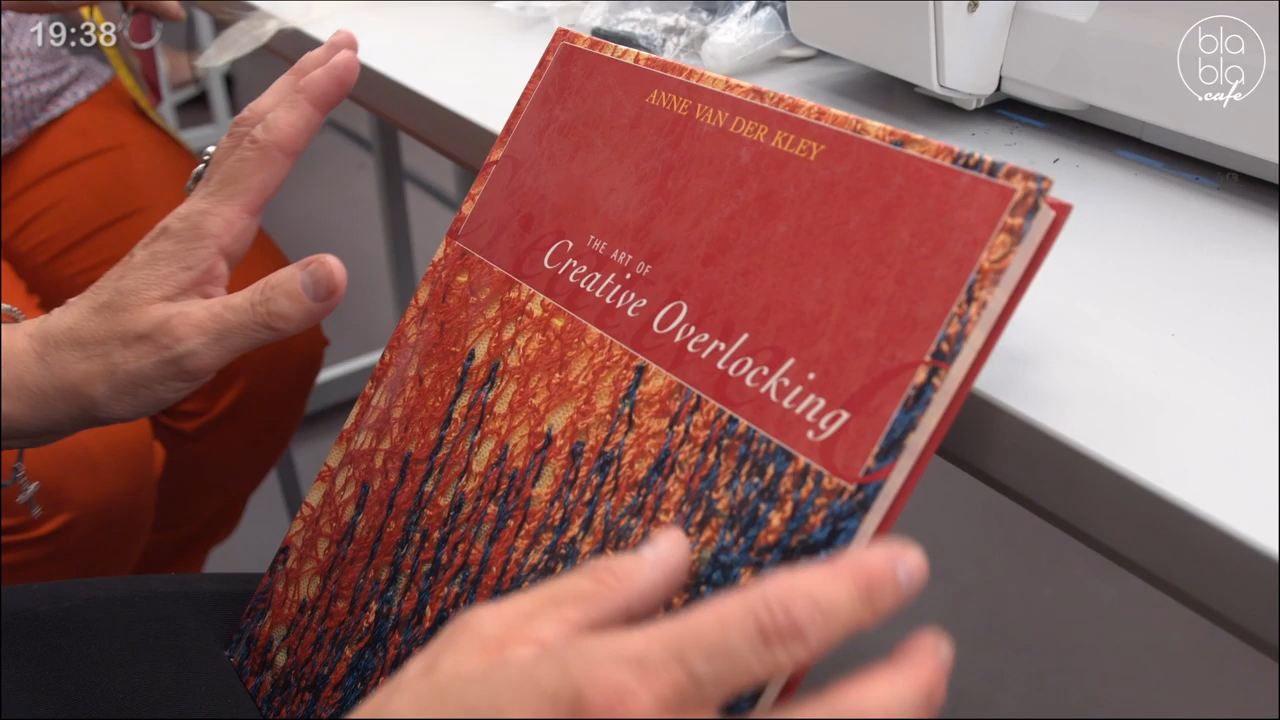 19:38
bla
bla
.cafe
ANNE VAN DER KLEY
THE ART OF
Creative Overlocking